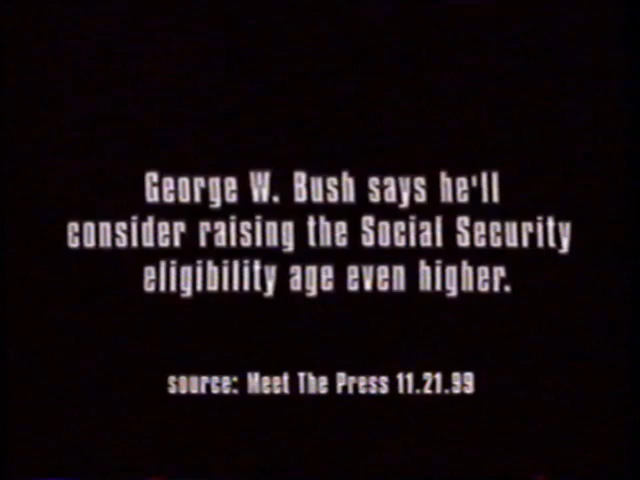 George W. Bush says he'll
consider raising the Social Security
eligibility age even higher.
source: Meet The Press 11.21.99